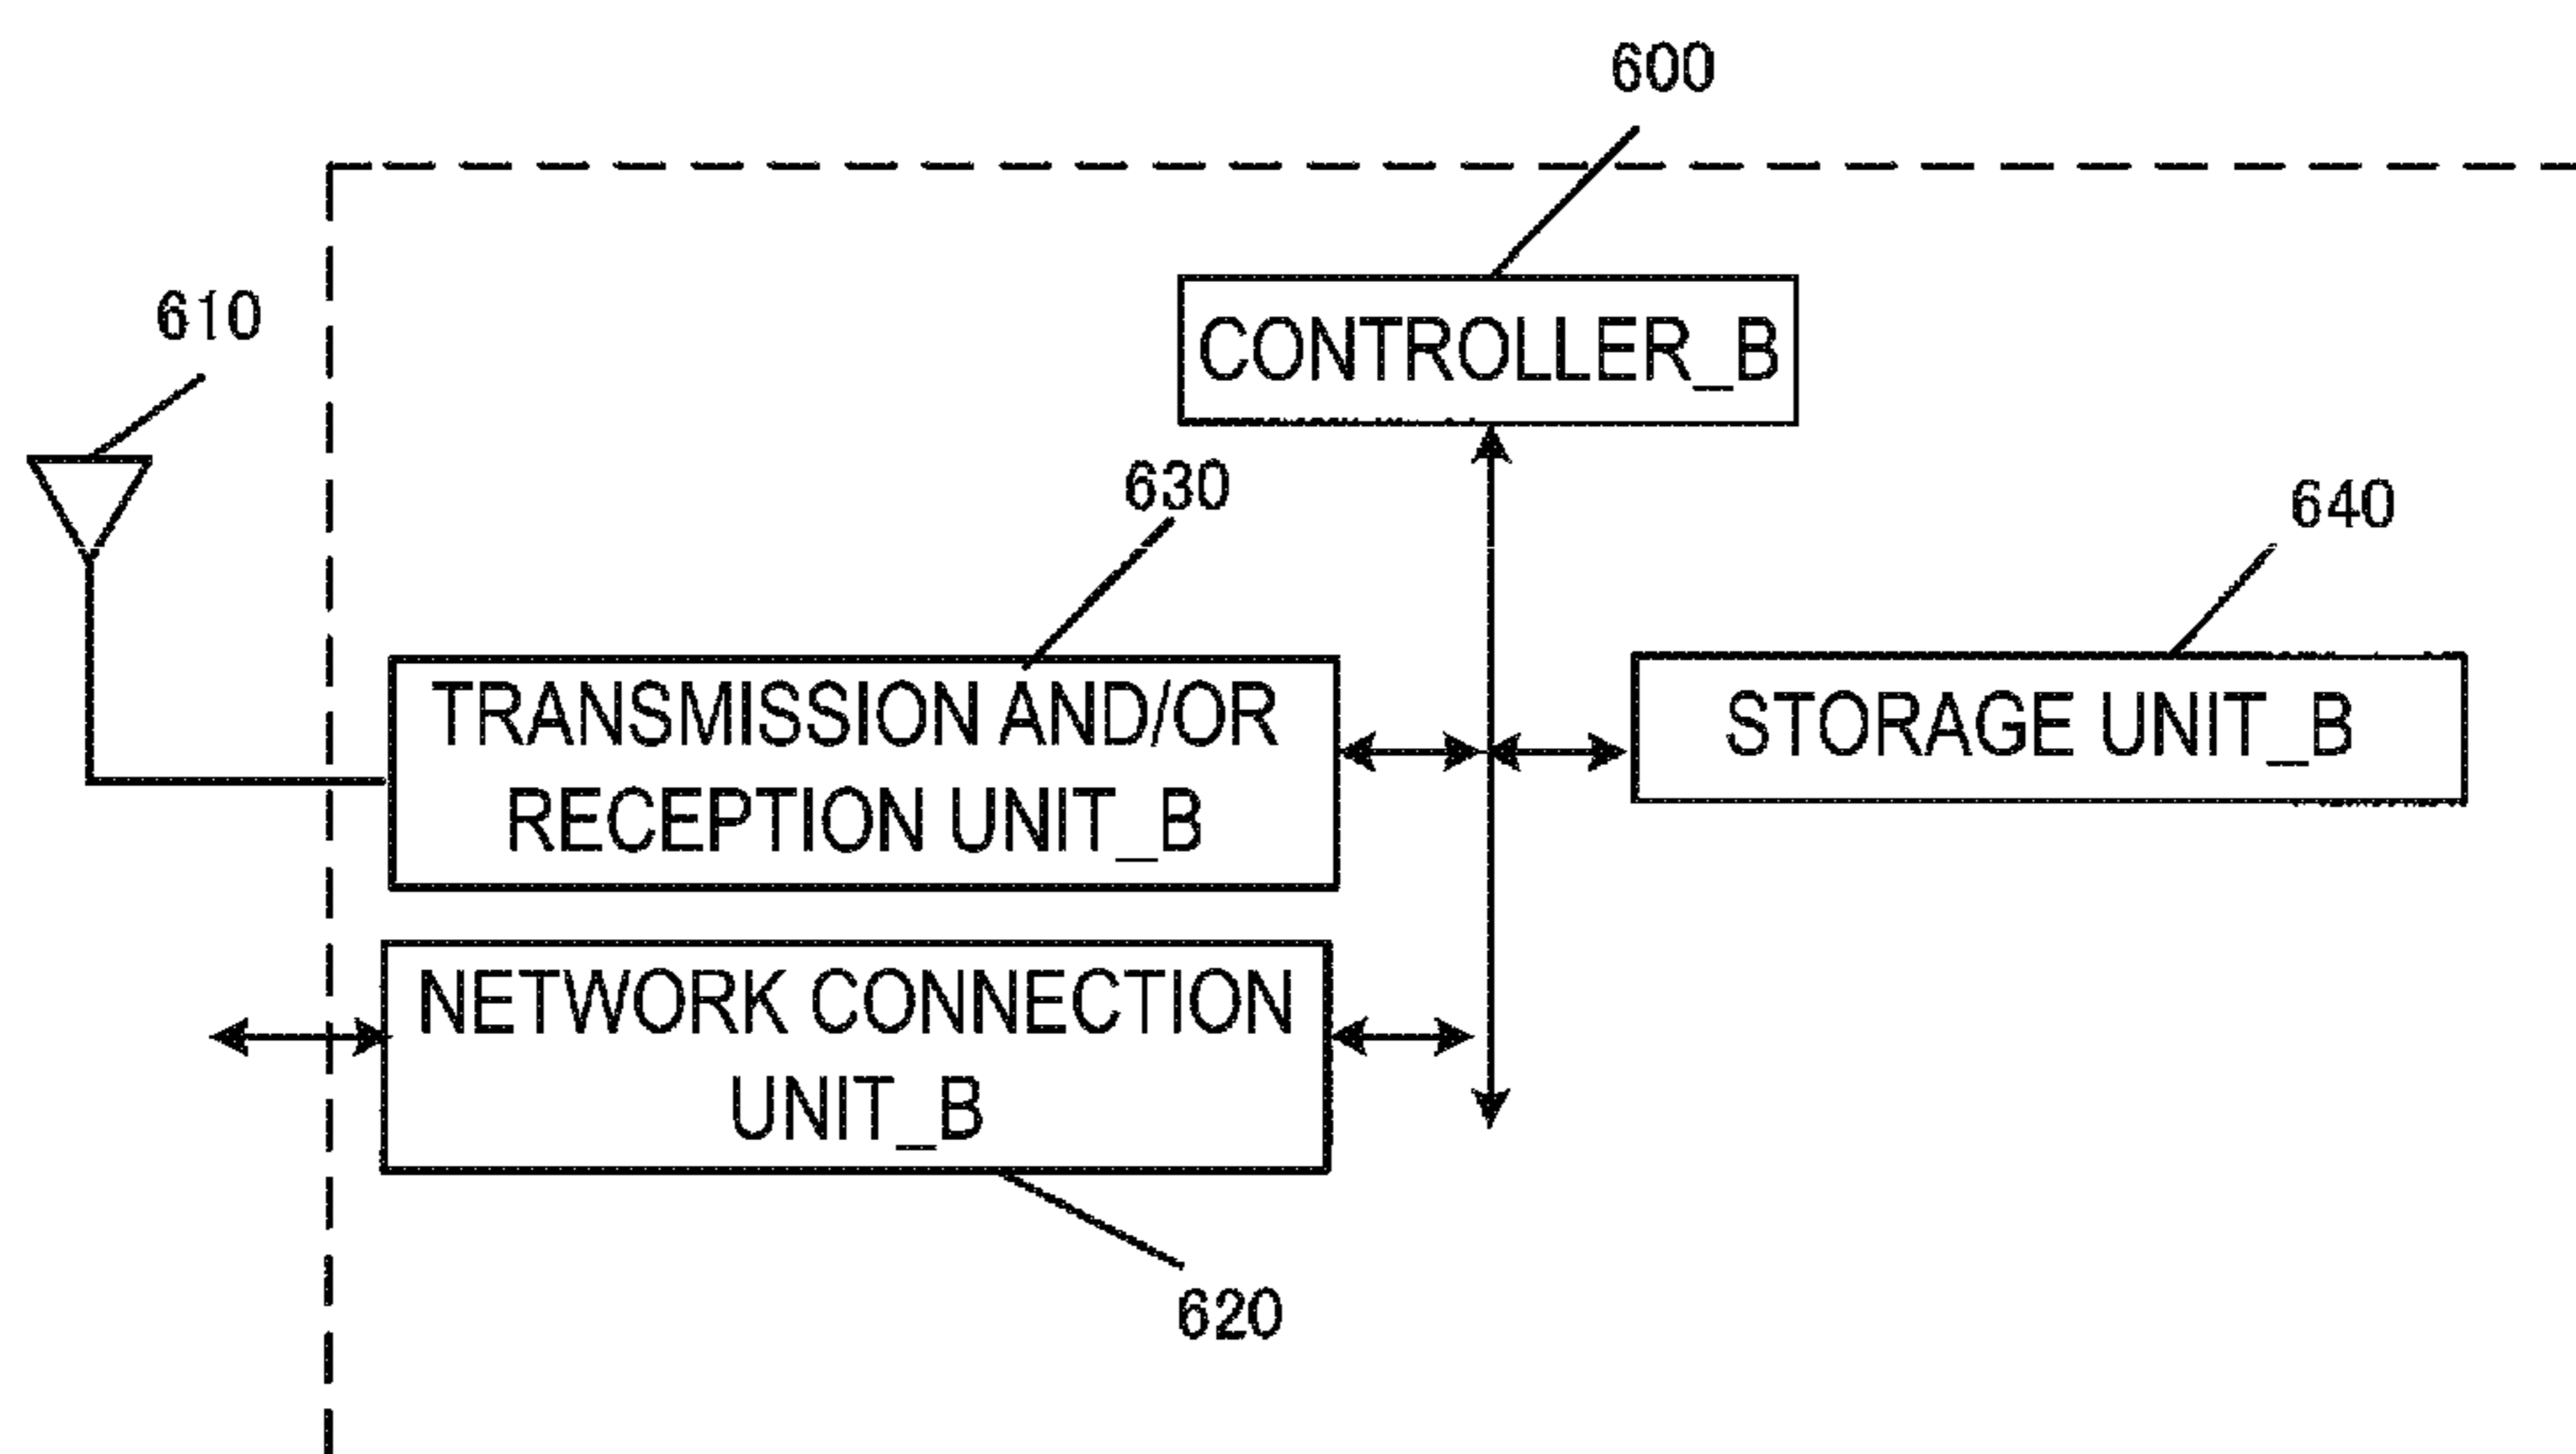 600
610
CONTROLLER_B
630
640
TRANSMISSION AND/OR
RECEPTION UNIT_B
STORAGE UNIT_B
NETWORK CONNECTION
UNIT_B
620